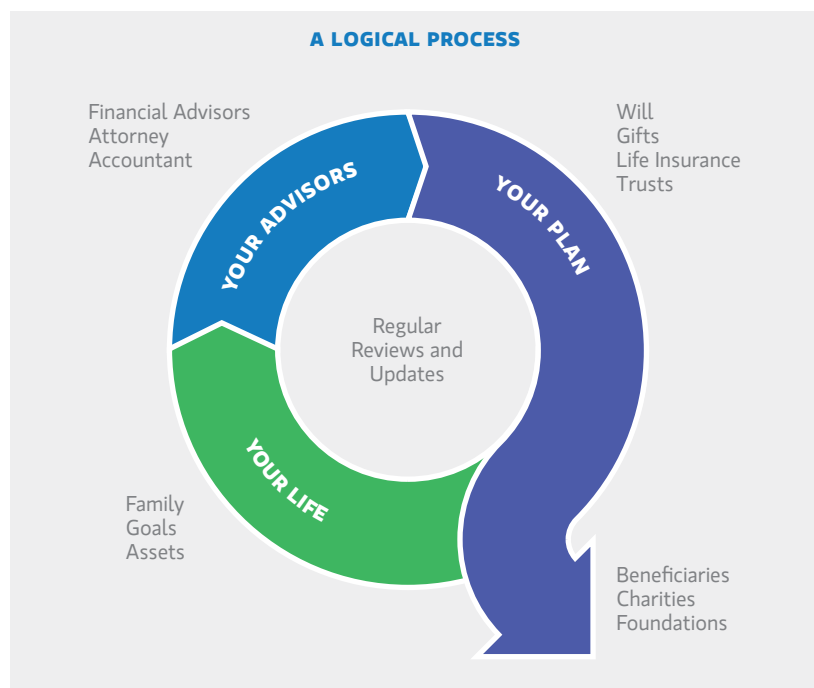 A LOGICAL PROCESS
Financial Advisors
Attorney
Accountant
Will
Gifts
Life Insurance
Trusts
YOUR ADVISORS
YOUR PLAN
Regular
Reviews and
Updates
YOUR LIFE
Family
Goals
Assets
Beneficiaries
Charities
Foundations